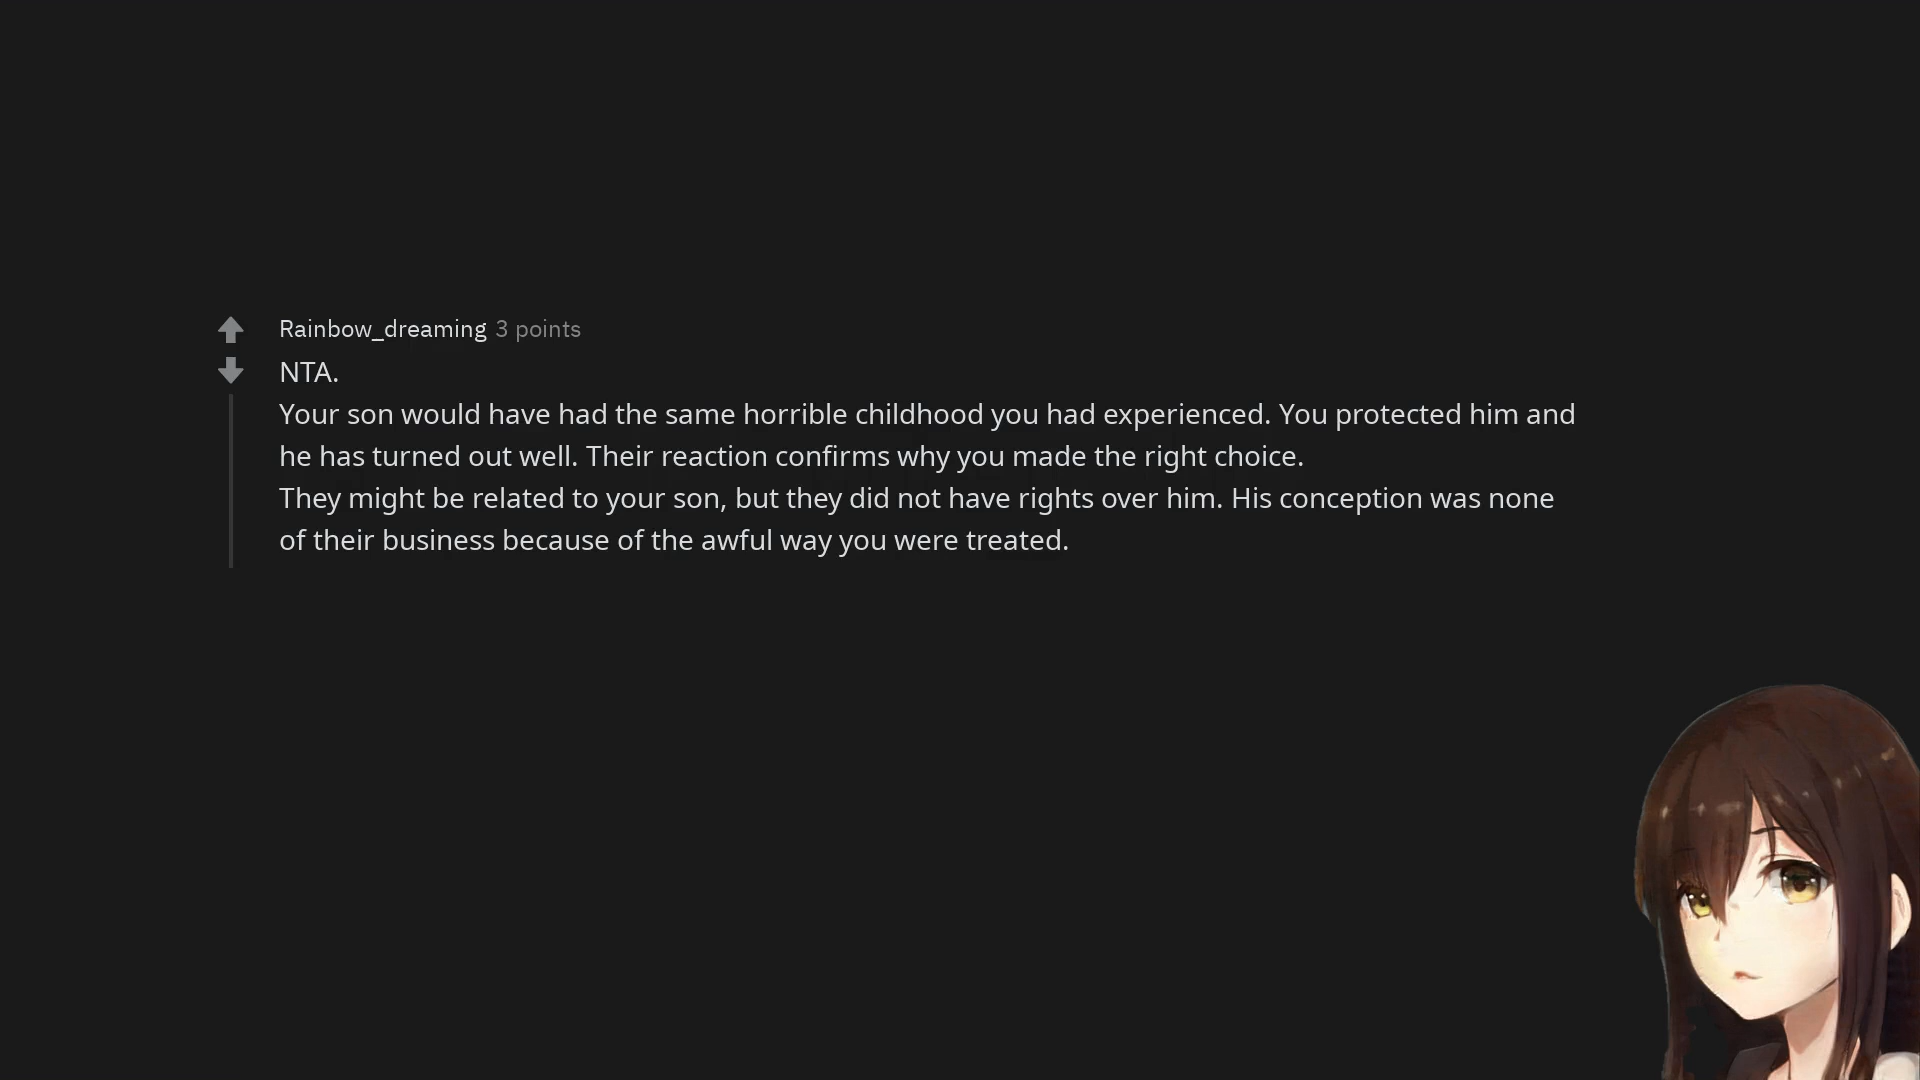 Rainbow_dreaming 3 points
NTA.
Your son would have had the same horrible childhood you had experienced. You protected him and
he has turned out well. Their reaction confirms why you made the right choice.
They might be related to your son, but they did not have rights over him. His conception was none
of their business because of the awful way you were treated.